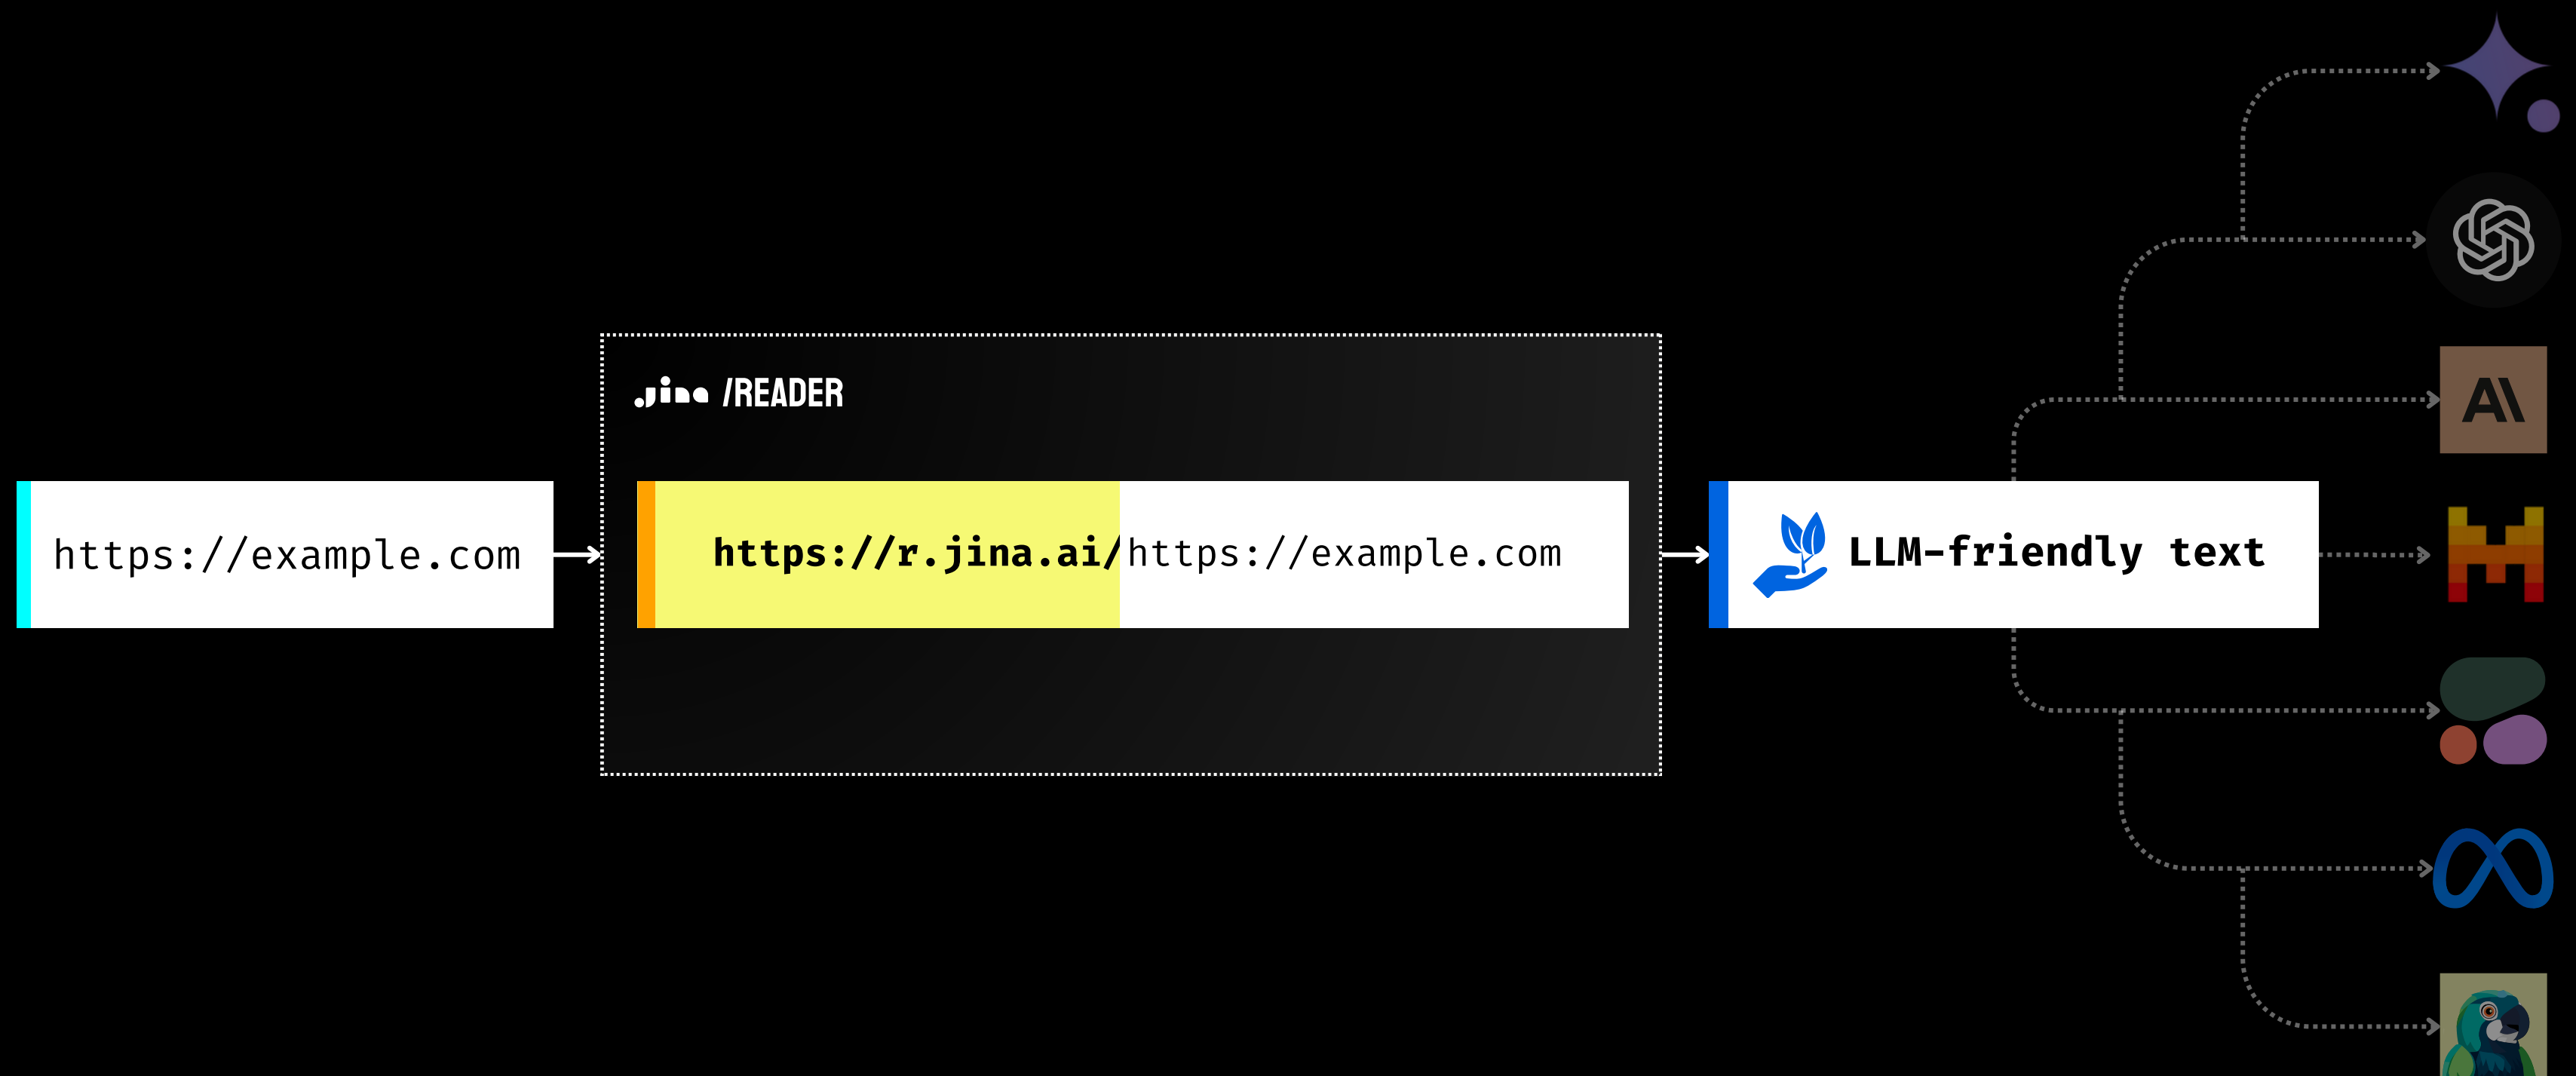 jina /READER
https://example.com
https://r.jina.ai/https://example.com
LLM-friendly text
AI